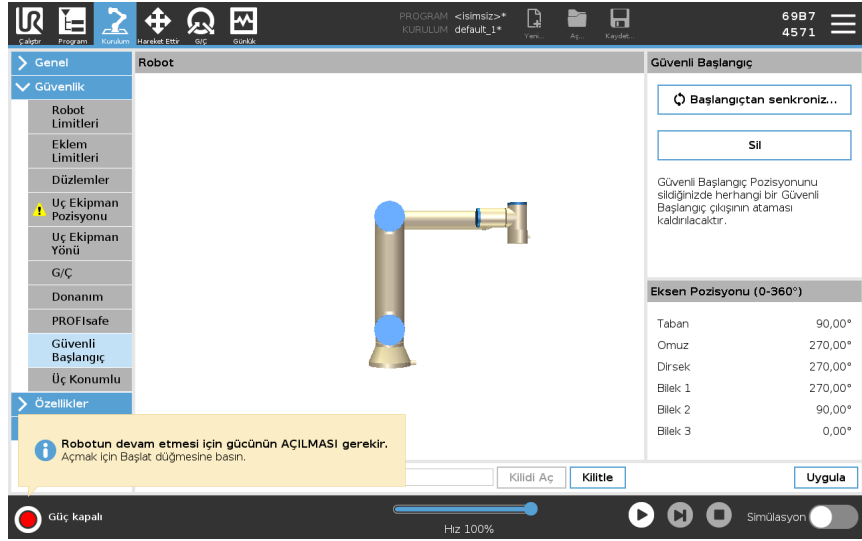 UR
PROGRAM <isimsiz>*
KURULUM default_1*
69B7
4571
Çalıştır
Program
Kurulum
Hareket Ettir
G/Ç
Günlük
Yeni...
Aç...
Kaydet...
Genel
Güvenlik
Robot
Limitleri
Eklem
Limitleri
Düzlemler
Uç Ekipman
Pozisyonu
Uç Ekipman
Yönü
G/Ç
Donanım
PROFIsafe
Güvenli
Başlangıç
Üç Konumlu
Özellikler
Robot
Güvenli Başlangıç
Başlangıçtan senkroniz...
Sil
Güvenli Başlangıç Pozisyonunu
sildiğinizde herhangi bir Güvenli
Başlangıç çıkışının ataması
kaldırılacaktır.
Eksen Pozisyonu (0-360°)
Taban 90,00°
Omuz 270,00°
Dirsek 270,00°
Bilek 1 270,00°
Bilek 2 90,00°
Bilek 3 0,00°
Robotun devam etmesi için gücünün AÇILMASI gerekir.
Açmak için Başlat düğmesine basın.
Kilidi Aç
Kilitle
Uygula
Güç kapalı
Hız 100%
Simülasyon